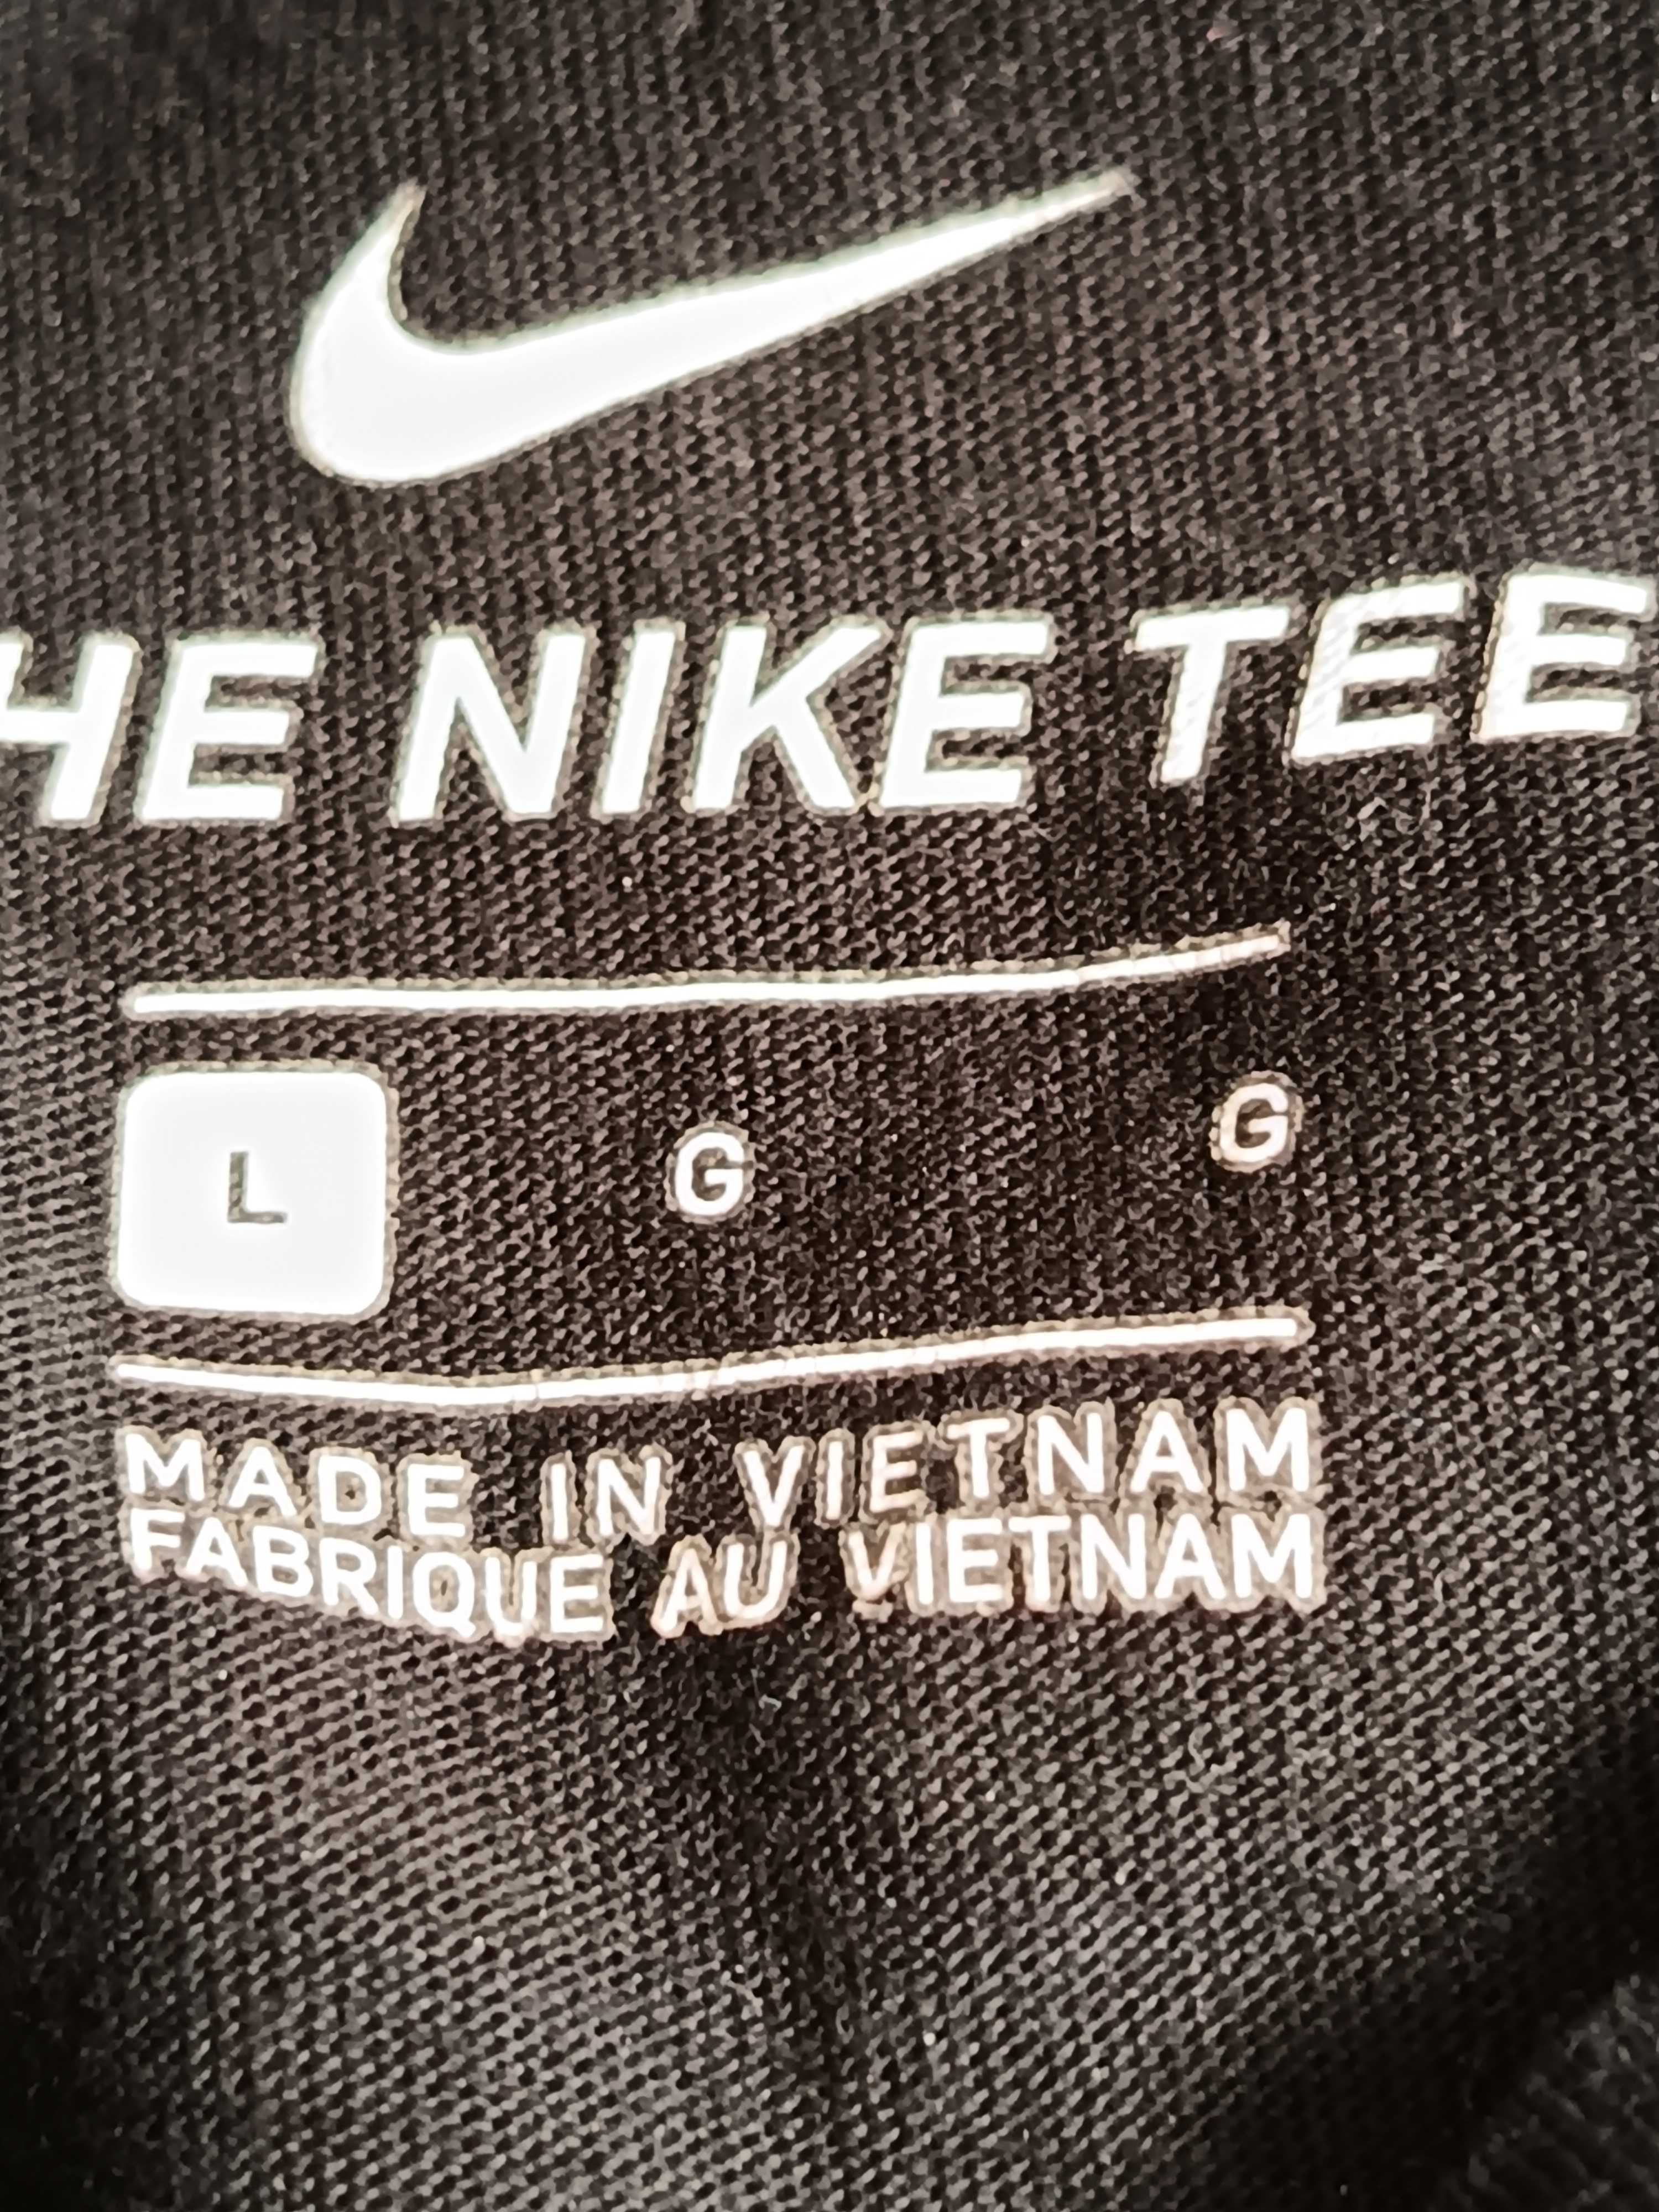 HE NIKE TEE
L G G
MADE IN VIETNAM
FABRIQUE AU VIETNAM